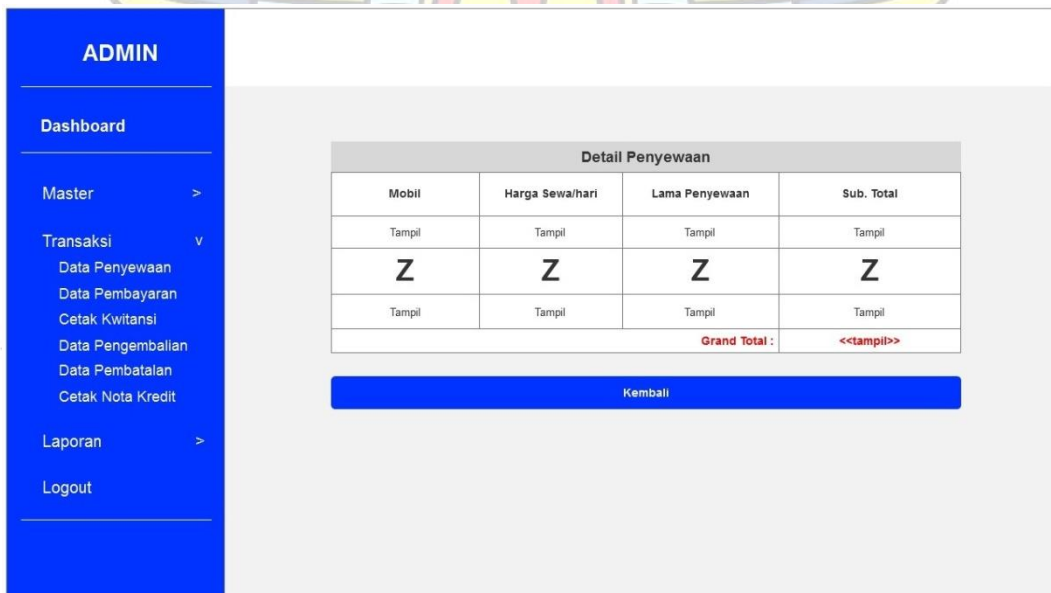 ADMIN
Dashboard
Master >
Transaksi v
Data Penyewaan
Data Pembayaran
Cetak Kwitansi
Data Pengembalian
Data Pembatalan
Cetak Nota Kredit
Laporan >
Logout
Detail Penyewaan
Mobil Harga Sewa/hari Lama Penyewaan Sub. Total
Tampil Tampil Tampil Tampil
Z Z Z Z
Tampil Tampil Tampil Tampil
Grand Total : <<tampil>>
Kembali